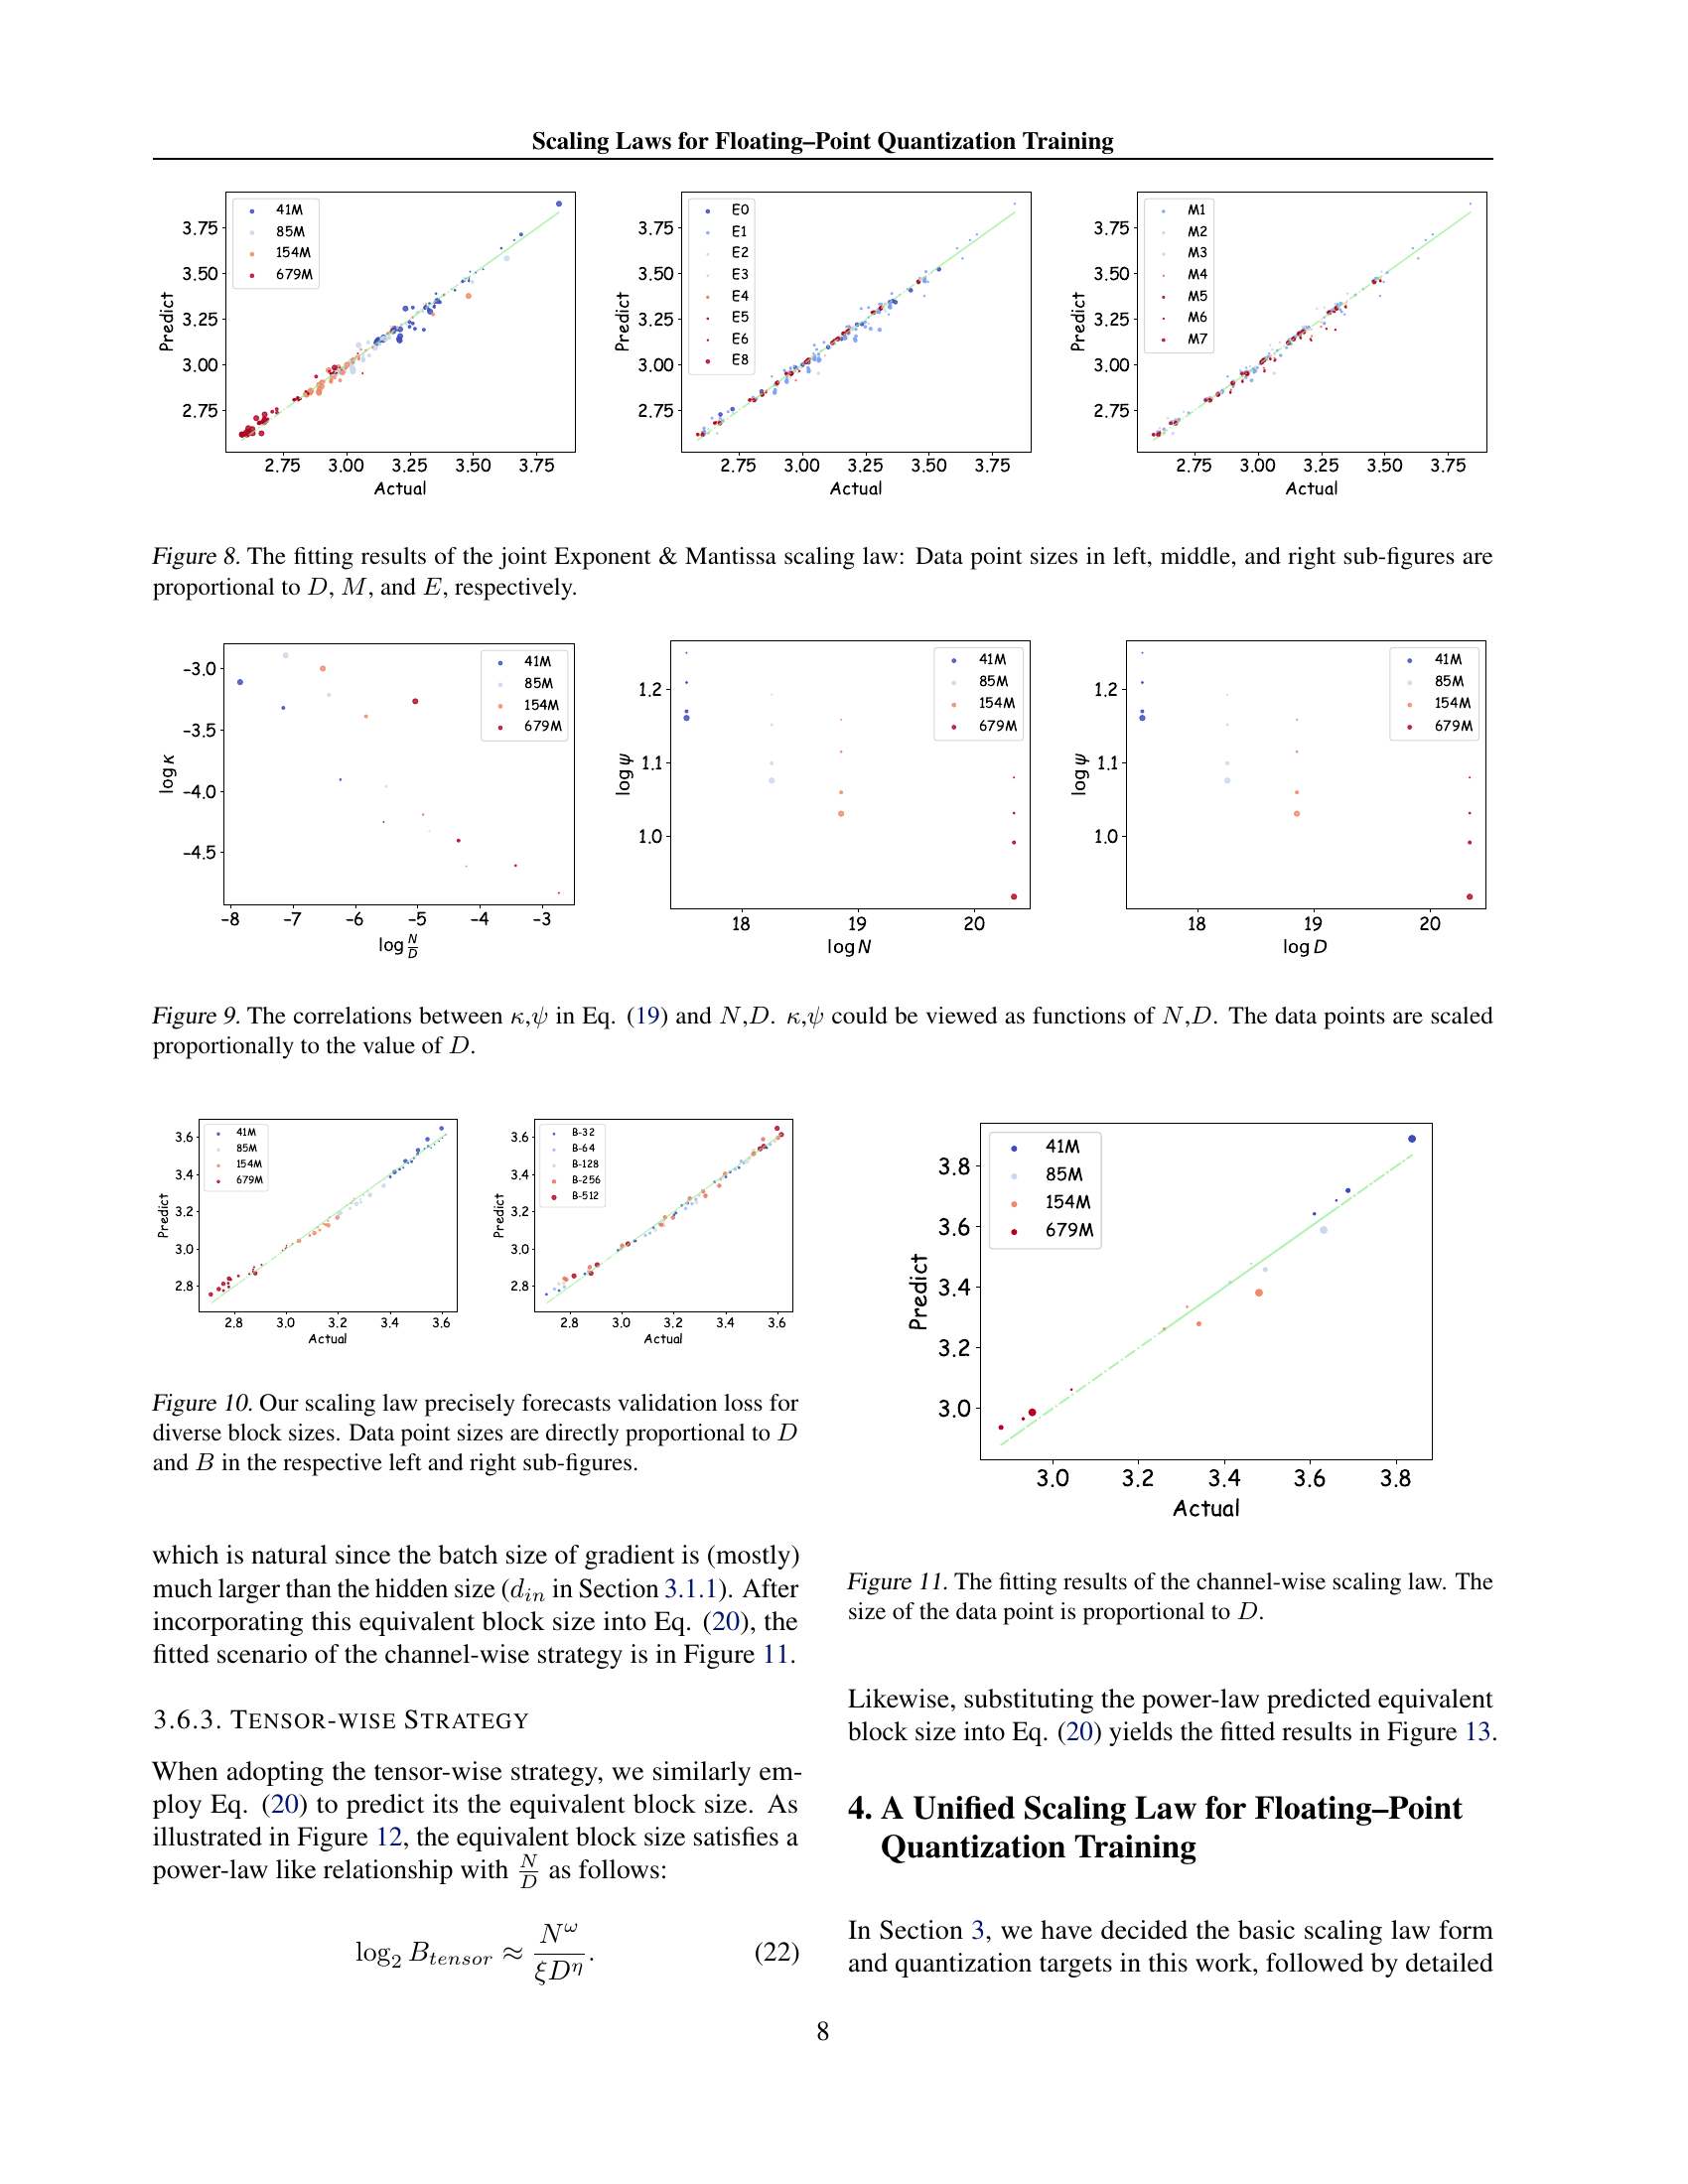 Scaling Laws for Floating–Point Quantization Training
3.75
3.50
3.25
3.00
2.75
Predict
41M
85M
154M
679M
2.75 3.00 3.25 3.50 3.75
Actual
3.75
3.50
3.25
3.00
2.75
Predict
E0
E1
E2
E3
E4
E5
E6
E8
2.75 3.00 3.25 3.50 3.75
Actual
3.75
3.50
3.25
3.00
2.75
Predict
M1
M2
M3
M4
M5
M6
M7
2.75 3.00 3.25 3.50 3.75
Actual
Figure 8. The fitting results of the joint Exponent & Mantissa scaling law: Data point sizes in left, middle, and right sub-figures are
proportional to D, M, and E, respectively.
−3.0
−3.5
−4.0
−4.5
log κ
41M
85M
154M
679M
−8 −7 −6 −5 −4 −3
log N/D
1.2
1.1
1.0
log ψ
41M
85M
154M
679M
18 19 20
log N
1.2
1.1
1.0
log ψ
41M
85M
154M
679M
18 19 20
log D
Figure 9. The correlations between κ,ψ in Eq. (19) and N,D. κ,ψ could be viewed as functions of N,D. The data points are scaled
proportionally to the value of D.
3.6
3.4
3.2
3.0
2.8
Predict
41M
85M
154M
679M
2.8 3.0 3.2 3.4 3.6
Actual
3.6
3.4
3.2
3.0
2.8
Predict
B-32
B-64
B-128
B-256
B-512
2.8 3.0 3.2 3.4 3.6
Actual
Figure 10. Our scaling law precisely forecasts validation loss for
diverse block sizes. Data point sizes are directly proportional to D
and B in the respective left and right sub-figures.
which is natural since the batch size of gradient is (mostly)
much larger than the hidden size (d_in in Section 3.1.1). After
incorporating this equivalent block size into Eq. (20), the
fitted scenario of the channel-wise strategy is in Figure 11.
3.6.3. TENSOR-WISE STRATEGY
When adopting the tensor-wise strategy, we similarly em-
ploy Eq. (20) to predict its the equivalent block size. As
illustrated in Figure 12, the equivalent block size satisfies a
power-law like relationship with N/D as follows:
log₂ B_tensor ≈ N^ω / ξD^η. (22)
3.8
3.6
3.4
3.2
3.0
Predict
41M
85M
154M
679M
3.0 3.2 3.4 3.6 3.8
Actual
Figure 11. The fitting results of the channel-wise scaling law. The
size of the data point is proportional to D.
Likewise, substituting the power-law predicted equivalent
block size into Eq. (20) yields the fitted results in Figure 13.
4. A Unified Scaling Law for Floating–Point
Quantization Training
In Section 3, we have decided the basic scaling law form
and quantization targets in this work, followed by detailed
8